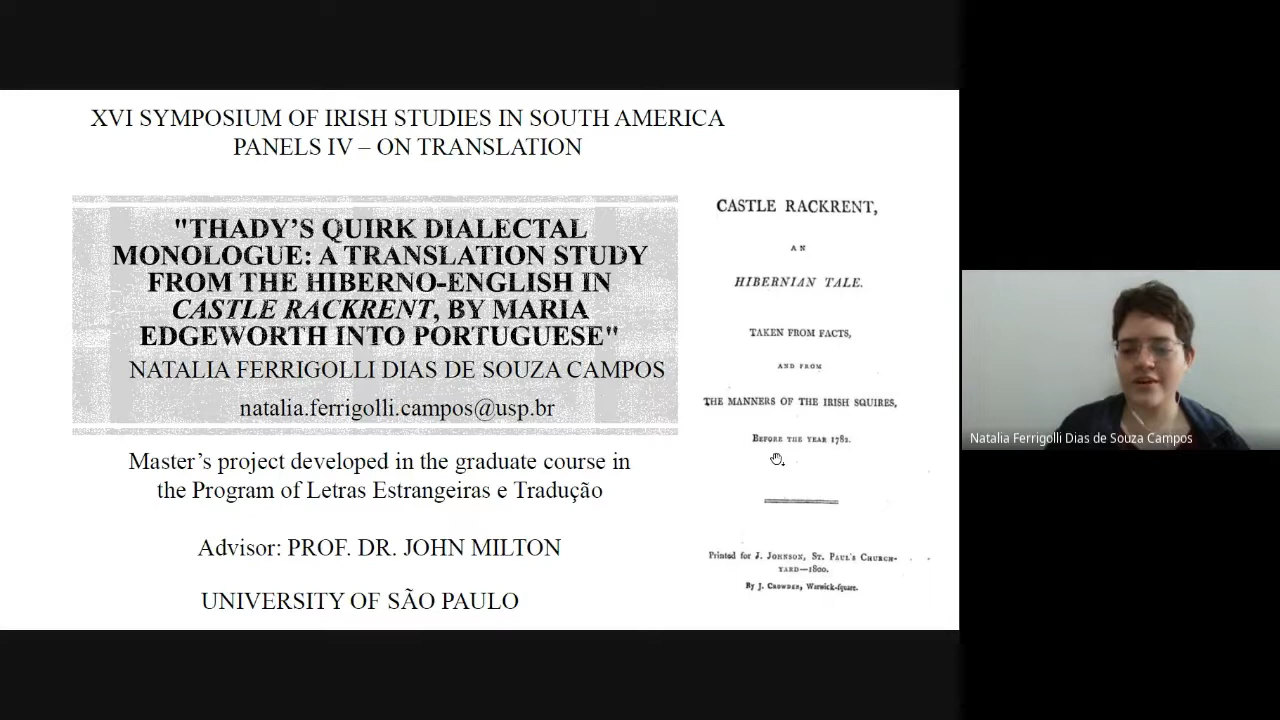 XVI SYMPOSIUM OF IRISH STUDIES IN SOUTH AMERICA
PANELS IV – ON TRANSLATION
"THADY'S QUIRK DIALECTAL
MONOLOGUE: A TRANSLATION STUDY
FROM THE HIBERNO-ENGLISH IN
CASTLE RACKRENT, BY MARIA
EDGEWORTH INTO PORTUGUESE"
NATALIA FERRIGOLLI DIAS DE SOUZA CAMPOS
natalia.ferrigolli.campos@usp.br
Master's project developed in the graduate course in
the Program of Letras Estrangeiras e Tradução
Advisor: PROF. DR. JOHN MILTON
UNIVERSITY OF SÃO PAULO
CASTLE RACKRENT,
AN
HIBERNIAN TALE.
TAKEN FROM FACTS,
AND FROM
THE MANNERS OF THE IRISH SQUIRES,
BEFORE THE YEAR 1782.
Printed for J. JOHNSON, ST. PAUL'S CHURCH-
YARD—1800.
By J. CROWDER, Warwick-square.
Natalia Ferrigolli Dias de Souza Campos